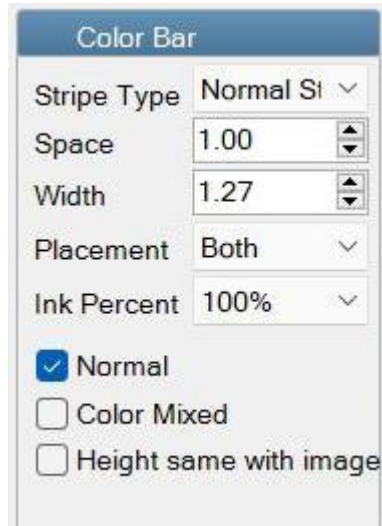 Color Bar
Stripe Type Normal St
Space 1.00
Width 1.27
Placement Both
Ink Percent 100%
Normal
Color Mixed
Height same with image